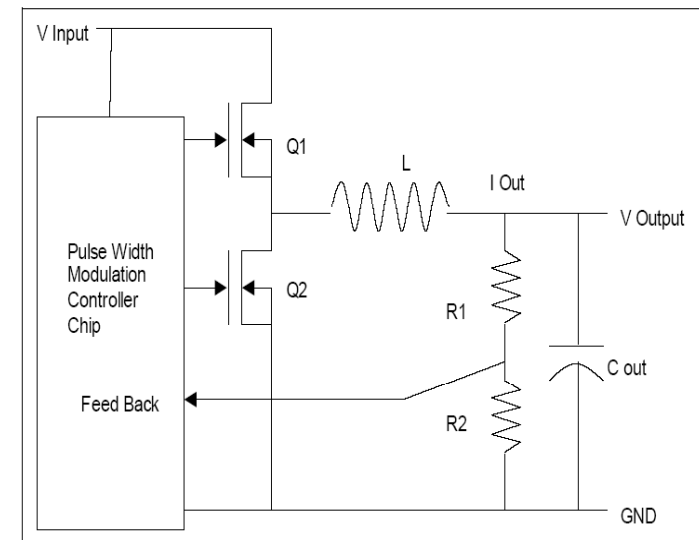 V Input
Q1
L
I Out
V Output
Pulse Width
Modulation
Controller
Chip
Q2
R1
C out
Feed Back
R2
GND